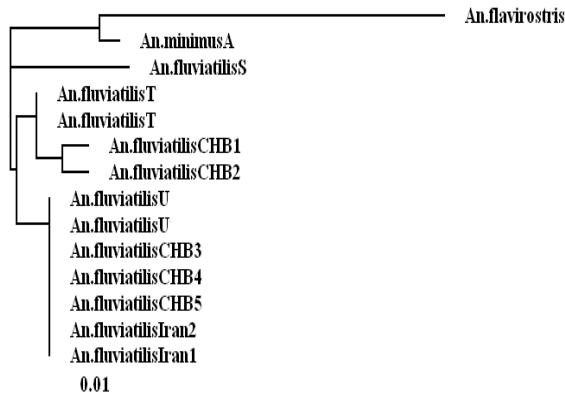 An.flavirostris
An.minimusA
An.fluviatilisS
An.fluviatilisT
An.fluviatilisT
An.fluviatilisCHB1
An.fluviatilisCHB2
An.fluviatilisU
An.fluviatilisU
An.fluviatilisCHB3
An.fluviatilisCHB4
An.fluviatilisCHB5
An.fluviatilisIran2
An.fluviatilisIran1
0.01